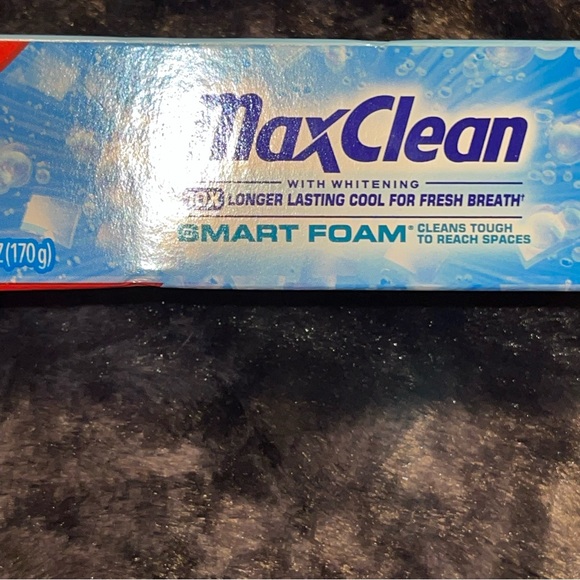 MaxClean
WITH WHITENING
10X LONGER LASTING COOL FOR FRESH BREATH†
SMART FOAM® CLEANS TOUGH
TO REACH SPACES
Z (170 g)